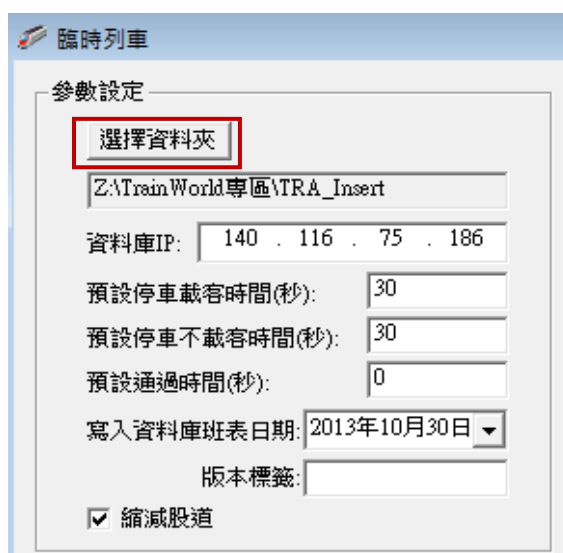 臨時列車
參數設定
選擇資料夾
Z:\TrainWorld專區\TRA_Insert
資料庫IP: 140 . 116 . 75 . 186
預設停車載客時間(秒): 30
預設停車不載客時間(秒): 30
預設通過時間(秒): 0
寫入資料庫班表日期: 2013年10月30日
版本標籤:
縮減股道